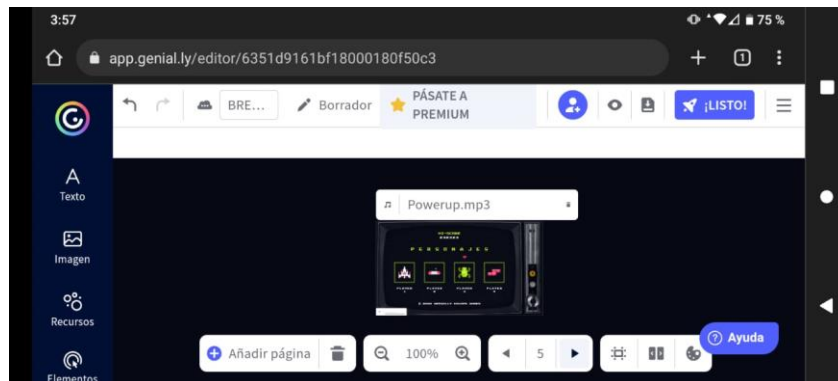 3:57
75 %
app.genial.ly/editor/6351d9161bf18000180f50c3
1
BRE...
Borrador
PÁSATE A
PREMIUM
¡LISTO!
Texto
Imagen
Recursos
Elementos
Powerup.mp3
PERSONAJES
Añadir página
100%
5
Ayuda